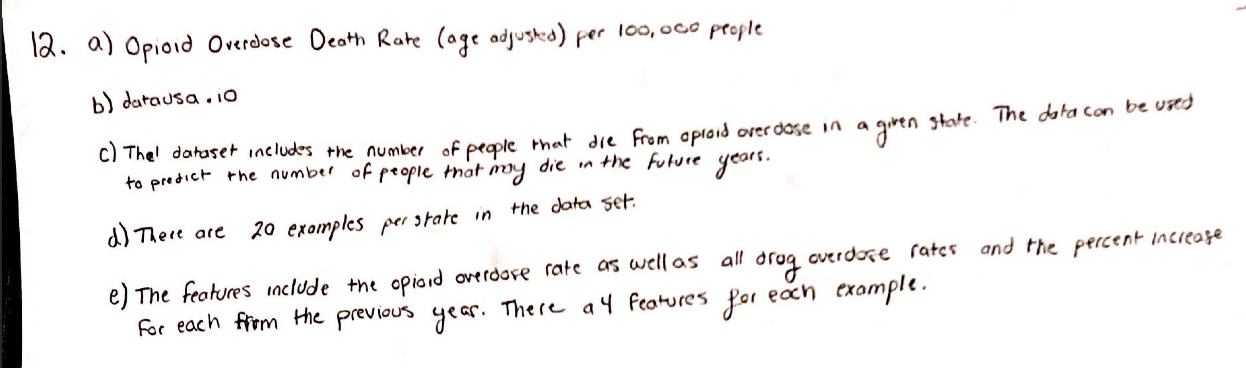 12. a) Opioid Overdose Death Rate (age adjusted) per 100,000 people
b) datausa.io
c) The! dataset includes the number of people that die from opioid overdose in a given state. The data can be used
to predict the number of people that may die in the future years.
d) There are 20 examples per state in the data set.
e) The features include the opioid overdose rate as well as all drog overdose rates and the percent increase
for each from the previous year. There a 4 features for each example.